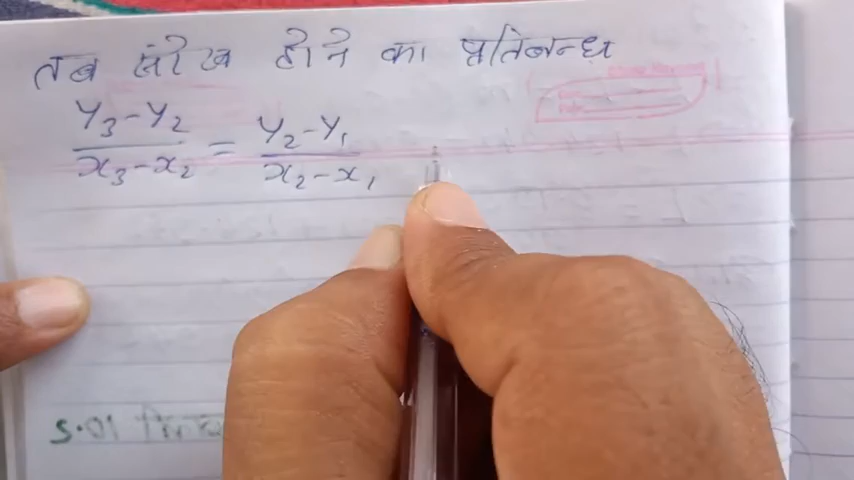 तब संरेख होने का प्रतिबन्ध
y₃-y₂ / x₃-x₂ = y₂-y₁ / x₂-x₁